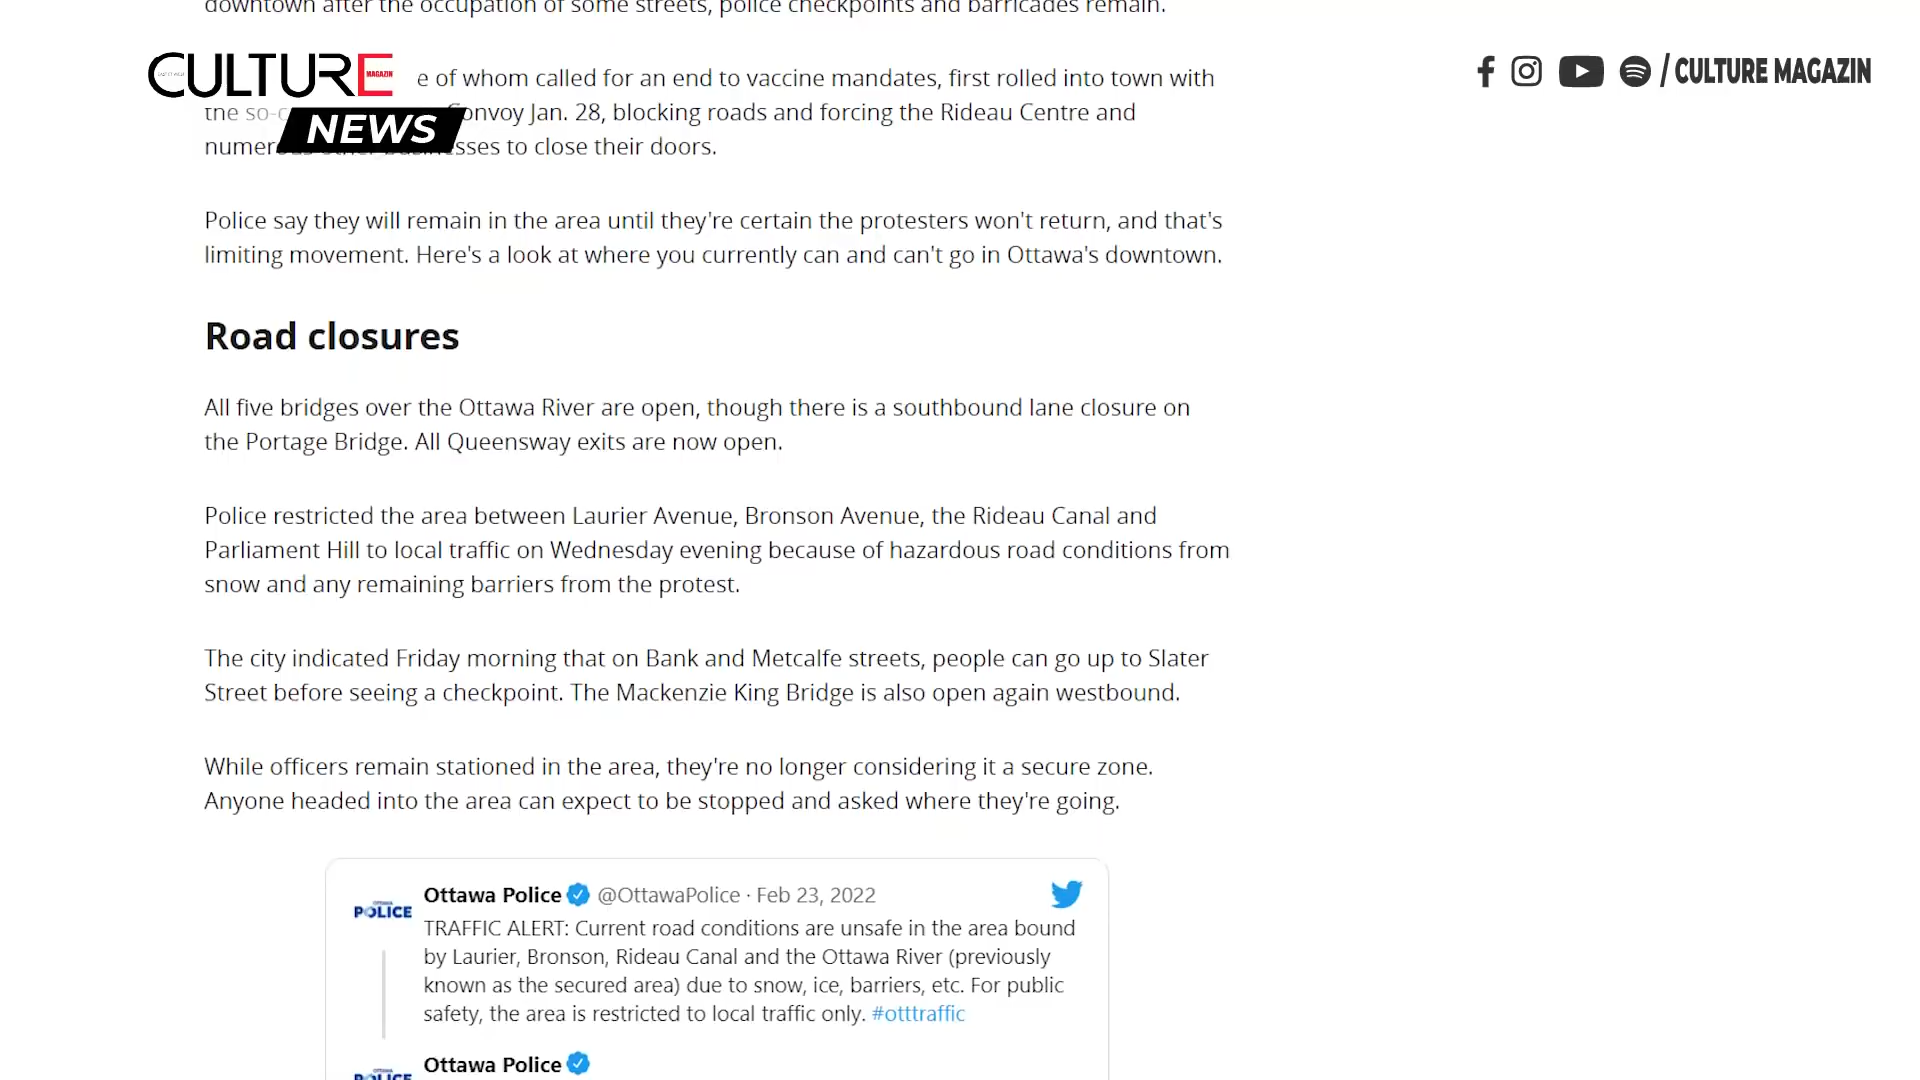 downtown after the occupation of some streets, police checkpoints and barricades remain.
CULTURE
MAGAZIN
NEWS
/ CULTURE MAGAZIN
e of whom called for an end to vaccine mandates, first rolled into town with
the so-c onvoy Jan. 28, blocking roads and forcing the Rideau Centre and
numerous other businesses to close their doors.
Police say they will remain in the area until they're certain the protesters won't return, and that's
limiting movement. Here's a look at where you currently can and can't go in Ottawa's downtown.
Road closures
All five bridges over the Ottawa River are open, though there is a southbound lane closure on
the Portage Bridge. All Queensway exits are now open.
Police restricted the area between Laurier Avenue, Bronson Avenue, the Rideau Canal and
Parliament Hill to local traffic on Wednesday evening because of hazardous road conditions from
snow and any remaining barriers from the protest.
The city indicated Friday morning that on Bank and Metcalfe streets, people can go up to Slater
Street before seeing a checkpoint. The Mackenzie King Bridge is also open again westbound.
While officers remain stationed in the area, they're no longer considering it a secure zone.
Anyone headed into the area can expect to be stopped and asked where they're going.
Ottawa Police @OttawaPolice · Feb 23, 2022
OTTAWA
POLICE
TRAFFIC ALERT: Current road conditions are unsafe in the area bound
by Laurier, Bronson, Rideau Canal and the Ottawa River (previously
known as the secured area) due to snow, ice, barriers, etc. For public
safety, the area is restricted to local traffic only. #otttraffic
Ottawa Police
OTTAWA
POLICE